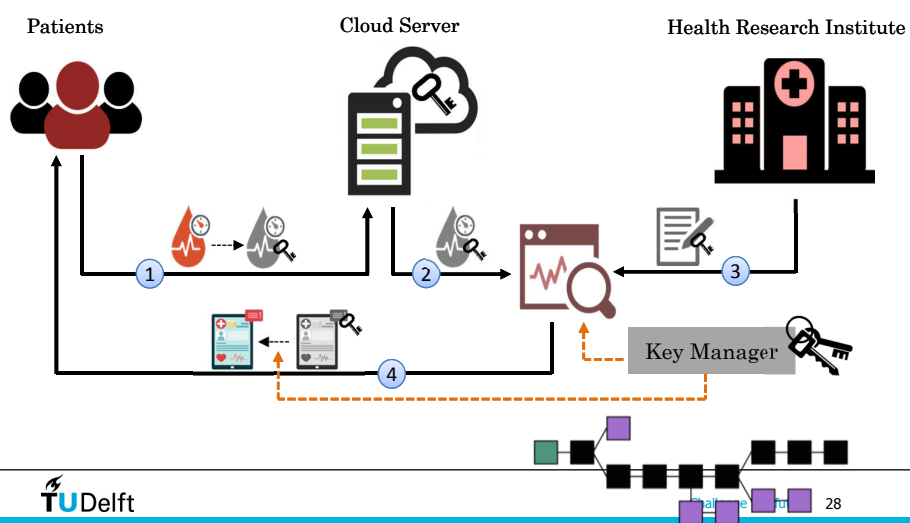 Patients
Cloud Server
Health Research Institute
1
2
3
Key Manager
4
TUDelft
28